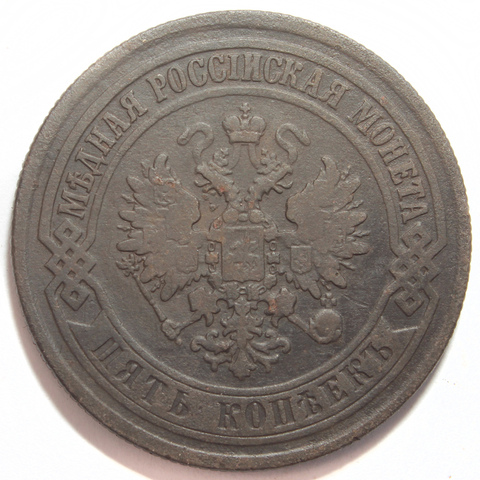 МѢДНАЯ РОССІЙСКАЯ МОНЕТА
ПЯТЬ КОПѢЕКЪ